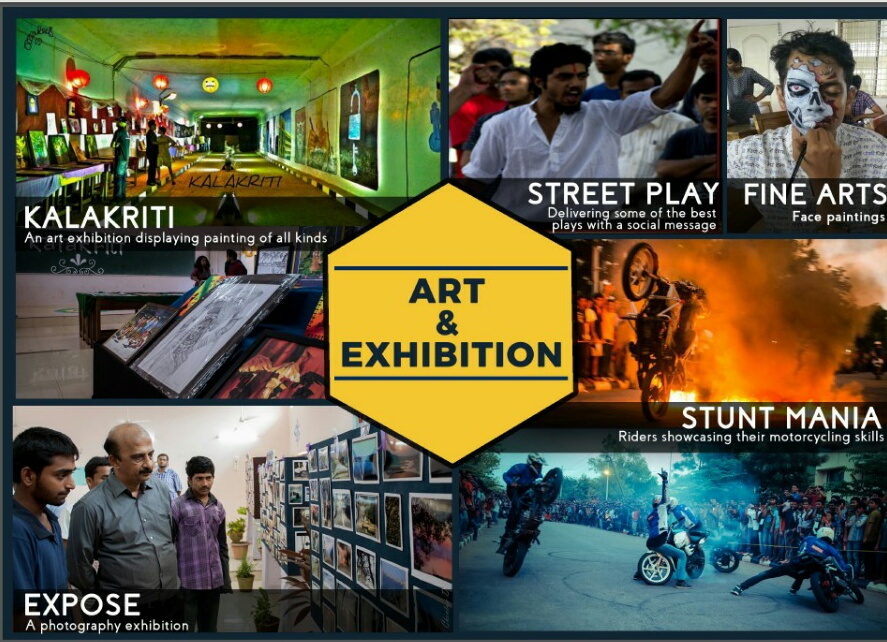 KALAKRITI
KALAKRITI
An art exhibition displaying painting of all kinds
STREET PLAY
Delivering some of the best
plays with a social message
FINE ARTS
Face paintings
ART
&
EXHIBITION
STUNT MANIA
Riders showcasing their motorcycling skills
EXPOSE
A photography exhibition